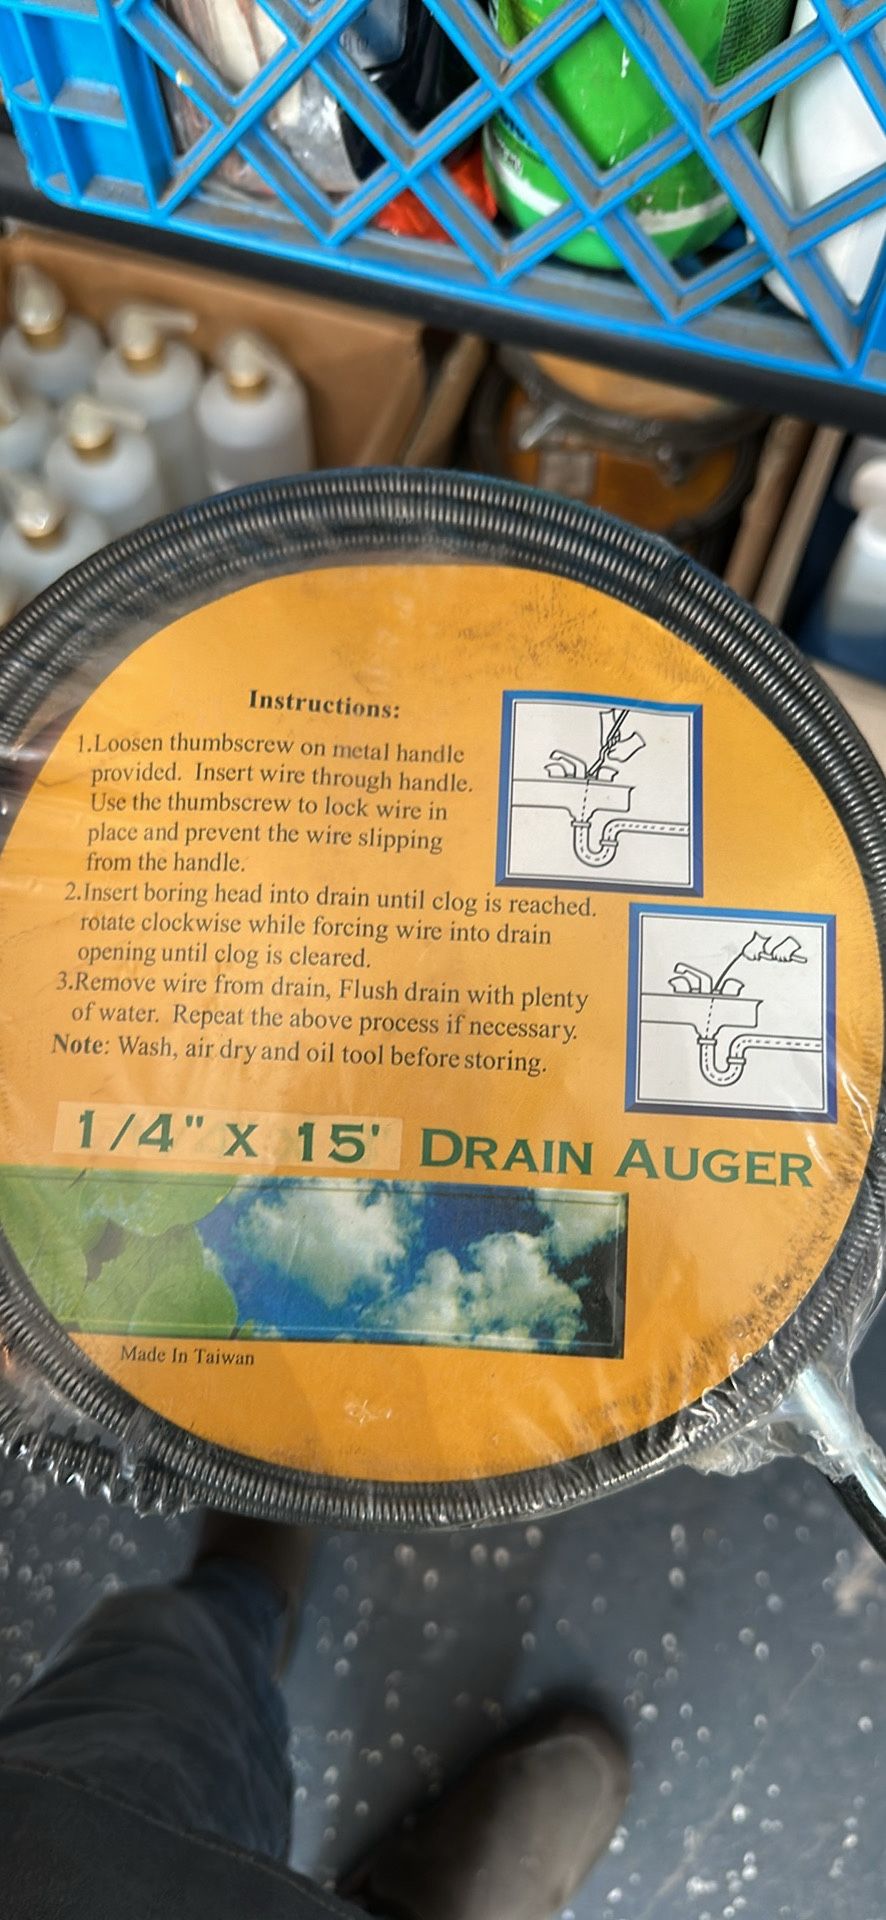 Instructions:
1.Loosen thumbscrew on metal handle
provided. Insert wire through handle.
Use the thumbscrew to lock wire in
place and prevent the wire slipping
from the handle.
2.Insert boring head into drain until clog is reached.
rotate clockwise while forcing wire into drain
opening until clog is cleared.
3.Remove wire from drain, Flush drain with plenty
of water. Repeat the above process if necessary.
Note: Wash, air dry and oil tool before storing.
1/4" X 15' DRAIN AUGER
Made In Taiwan